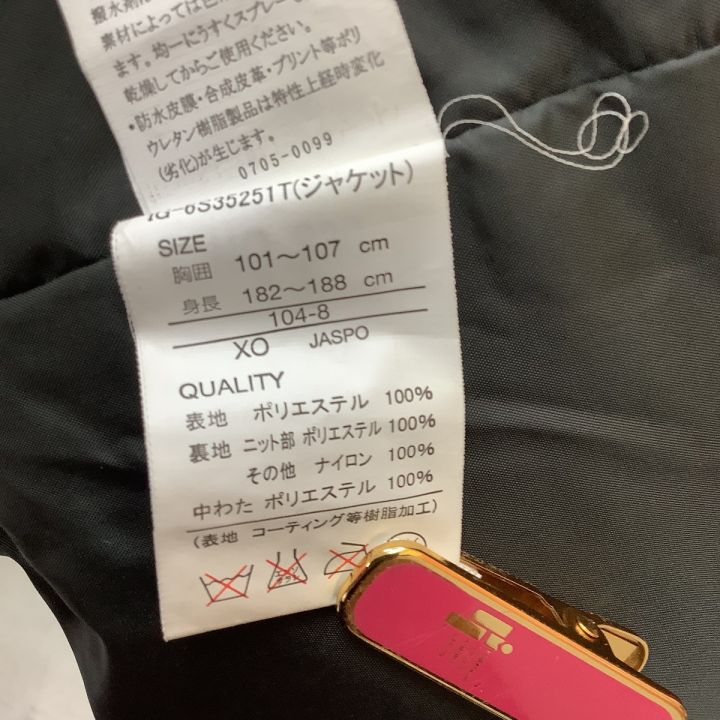 撥水剤
素材によっては
ます。均一にうすくスプレー
乾燥してからご使用ください。
・防水皮膜・合成皮革・プリント等ポリ
ウレタン樹脂製品は特性上経時変化
(劣化)が生じます。
0705-0099
IG-8S35251T(ジャケット)
SIZE
胸囲 101〜107 cm
身長 182〜188 cm
104-8
XO JASPO
QUALITY
表地 ポリエステル 100%
裏地 ニット部 ポリエステル 100%
その他 ナイロン 100%
中わた ポリエステル 100%
(表地 コーティング等樹脂加工)